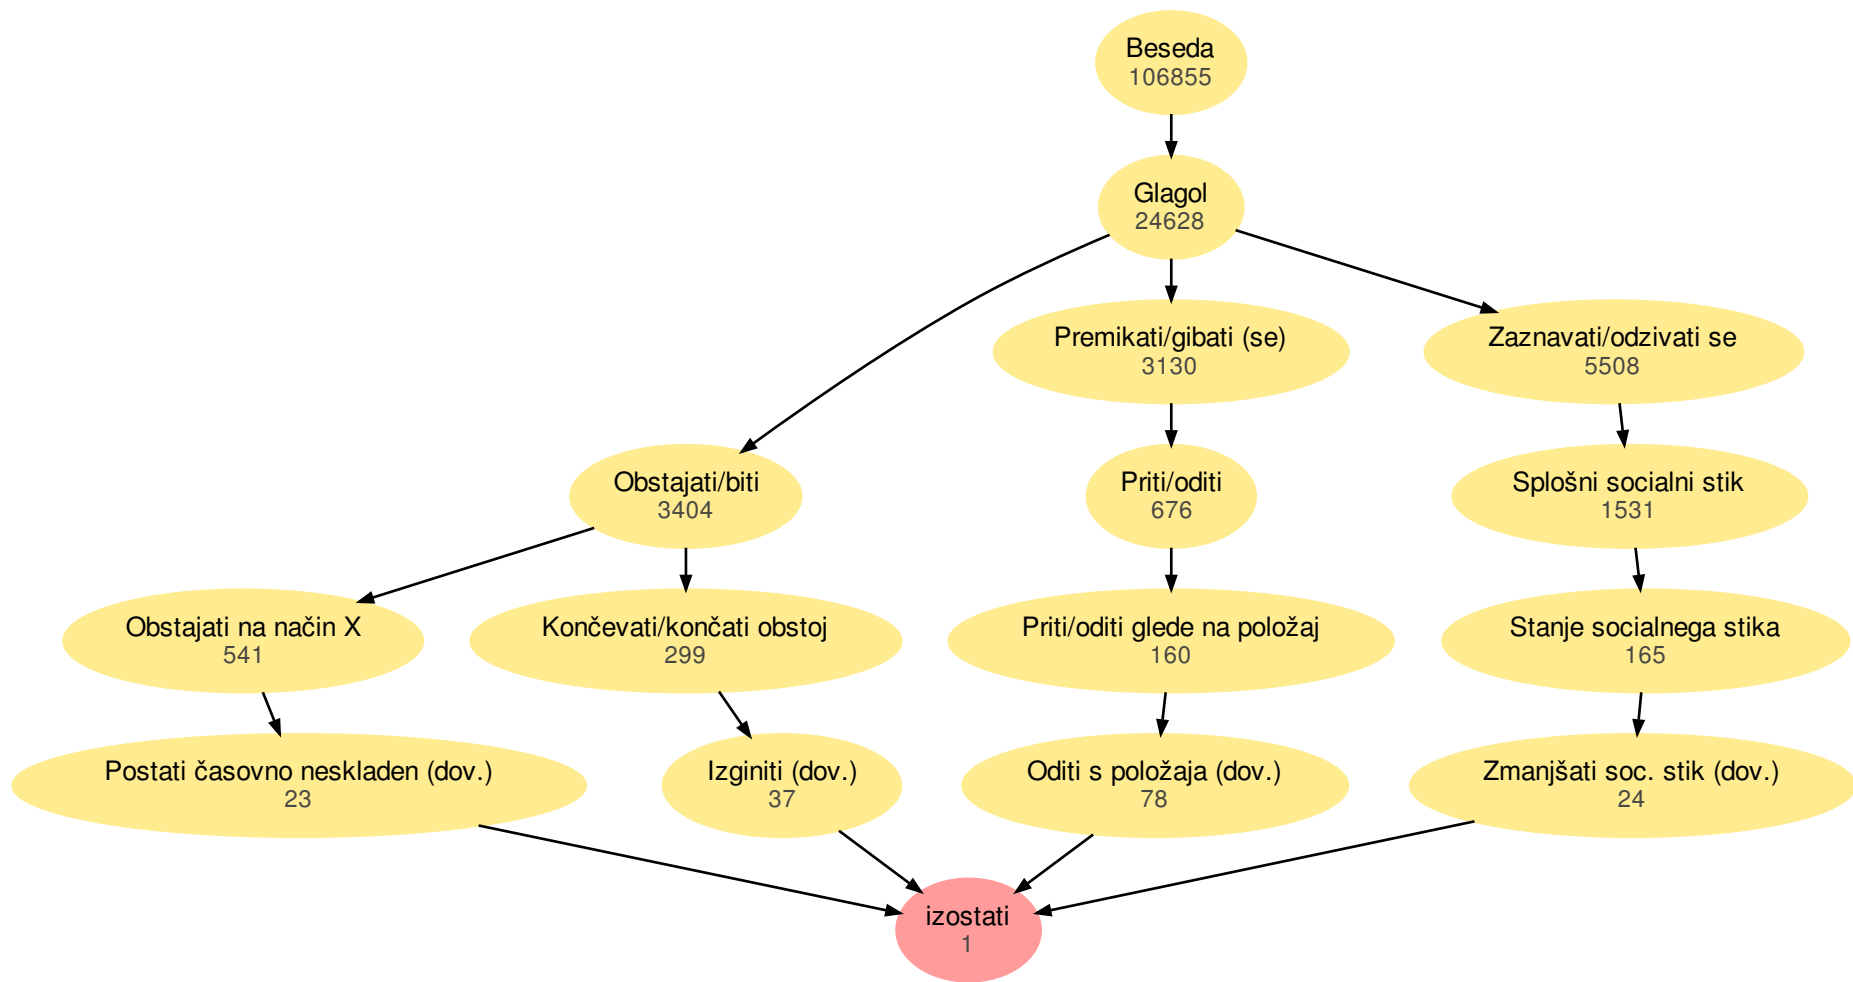 Beseda
106855
Glagol
24628
Premikati/gibati (se)
3130
Zaznavati/odzivati se
5508
Obstajati/biti
3404
Priti/oditi
676
Splošni socialni stik
1531
Obstajati na način X
541
Končevati/končati obstoj
299
Priti/oditi glede na položaj
160
Stanje socialnega stika
165
Postati časovno neskladen (dov.)
23
Izginiti (dov.)
37
Oditi s položaja (dov.)
78
Zmanjšati soc. stik (dov.)
24
izostati
1